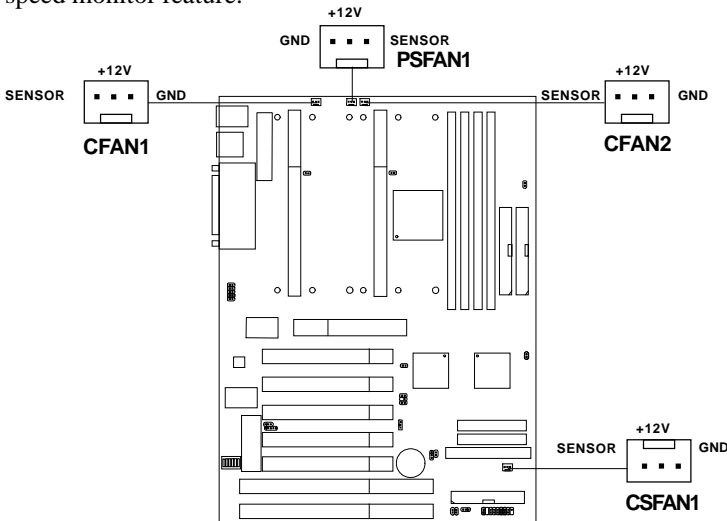 speed monitor feature.
+12V
GND SENSOR
PSFAN1
+12V
SENSOR GND
CFAN1
+12V
SENSOR GND
CFAN2
+12V
SENSOR GND
CSFAN1